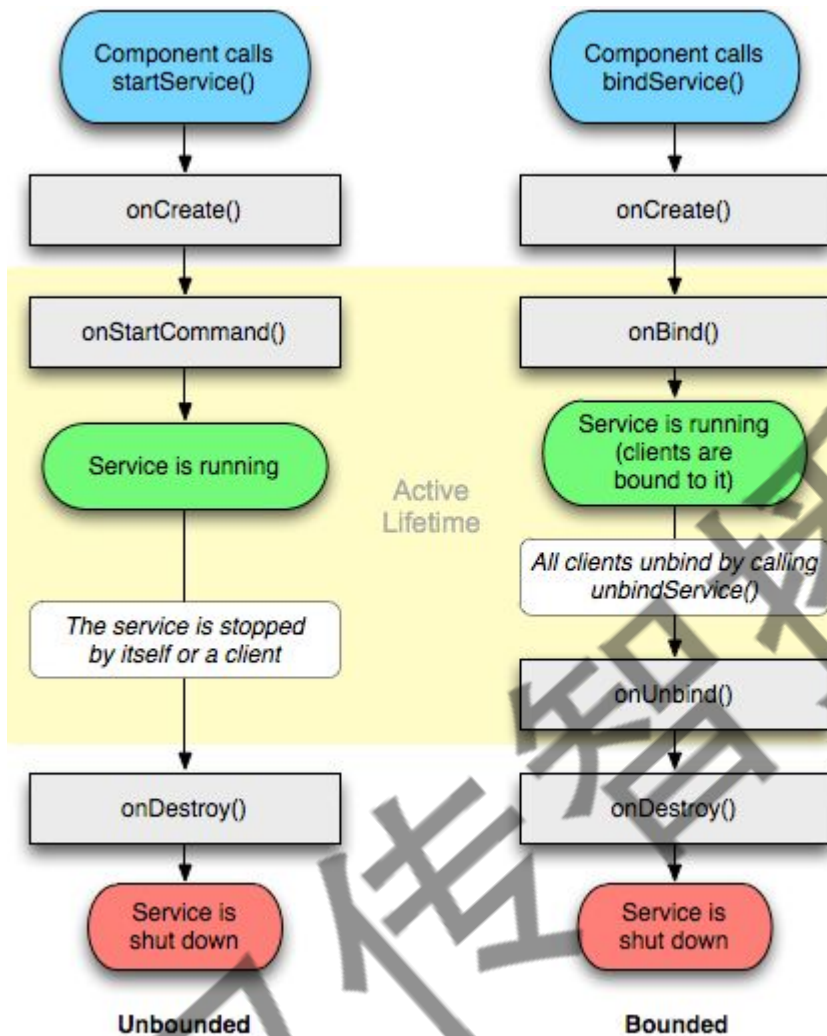 Component calls
startService()
onCreate()
onStartCommand()
Service is running
The service is stopped
by itself or a client
onDestroy()
Service is
shut down
Unbounded
Active
Lifetime
Component calls
bindService()
onCreate()
onBind()
Service is running
(clients are
bound to it)
All clients unbind by calling
unbindService()
onUnbind()
onDestroy()
Service is
shut down
Bounded
传智